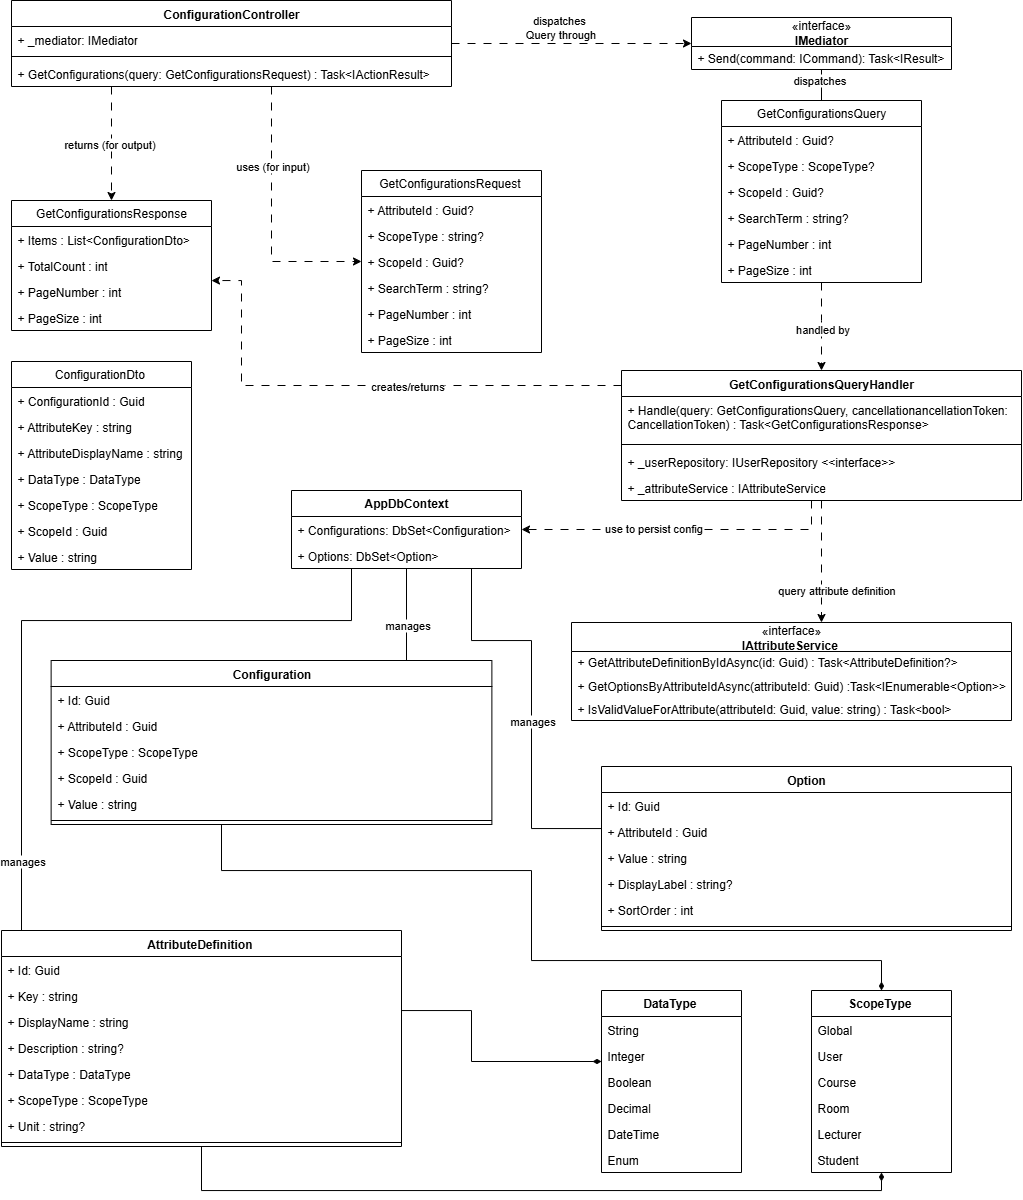 ConfigurationController
+ _mediator: IMediator
+ GetConfigurations(query: GetConfigurationsRequest) : Task<IActionResult>
dispatches
Query through
«interface»
IMediator
+ Send(command: ICommand): Task<IResult>
dispatches
returns (for output)
uses (for input)
GetConfigurationsQuery
+ AttributeId : Guid?
+ ScopeType : ScopeType?
+ ScopeId : Guid?
+ SearchTerm : string?
+ PageNumber : int
+ PageSize : int
GetConfigurationsRequest
+ AttributeId : Guid?
+ ScopeType : string?
+ ScopeId : Guid?
+ SearchTerm : string?
+ PageNumber : int
+ PageSize : int
GetConfigurationsResponse
+ Items : List<ConfigurationDto>
+ TotalCount : int
+ PageNumber : int
+ PageSize : int
handled by
creates/returns
ConfigurationDto
+ ConfigurationId : Guid
+ AttributeKey : string
+ AttributeDisplayName : string
+ DataType : DataType
+ ScopeType : ScopeType
+ ScopeId : Guid
+ Value : string
GetConfigurationsQueryHandler
+ Handle(query: GetConfigurationsQuery, cancellationancellationToken:
CancellationToken) : Task<GetConfigurationsResponse>
+ _userRepository: IUserRepository <<interface>>
+ _attributeService : IAttributeService
AppDbContext
+ Configurations: DbSet<Configuration>
+ Options: DbSet<Option>
use to persist config
query attribute definition
«interface»
IAttributeService
+ GetAttributeDefinitionByIdAsync(id: Guid) : Task<AttributeDefinition?>
+ GetOptionsByAttributeIdAsync(attributeId: Guid) :Task<IEnumerable<Option>>
+ IsValidValueForAttribute(attributeId: Guid, value: string) : Task<bool>
manages
Configuration
+ Id: Guid
+ AttributeId : Guid
+ ScopeType : ScopeType
+ ScopeId : Guid
+ Value : string
manages
Option
+ Id: Guid
+ AttributeId : Guid
+ Value : string
+ DisplayLabel : string?
+ SortOrder : int
manages
AttributeDefinition
+ Id: Guid
+ Key : string
+ DisplayName : string
+ Description : string?
+ DataType : DataType
+ ScopeType : ScopeType
+ Unit : string?
DataType
String
Integer
Boolean
Decimal
DateTime
Enum
ScopeType
Global
User
Course
Room
Lecturer
Student